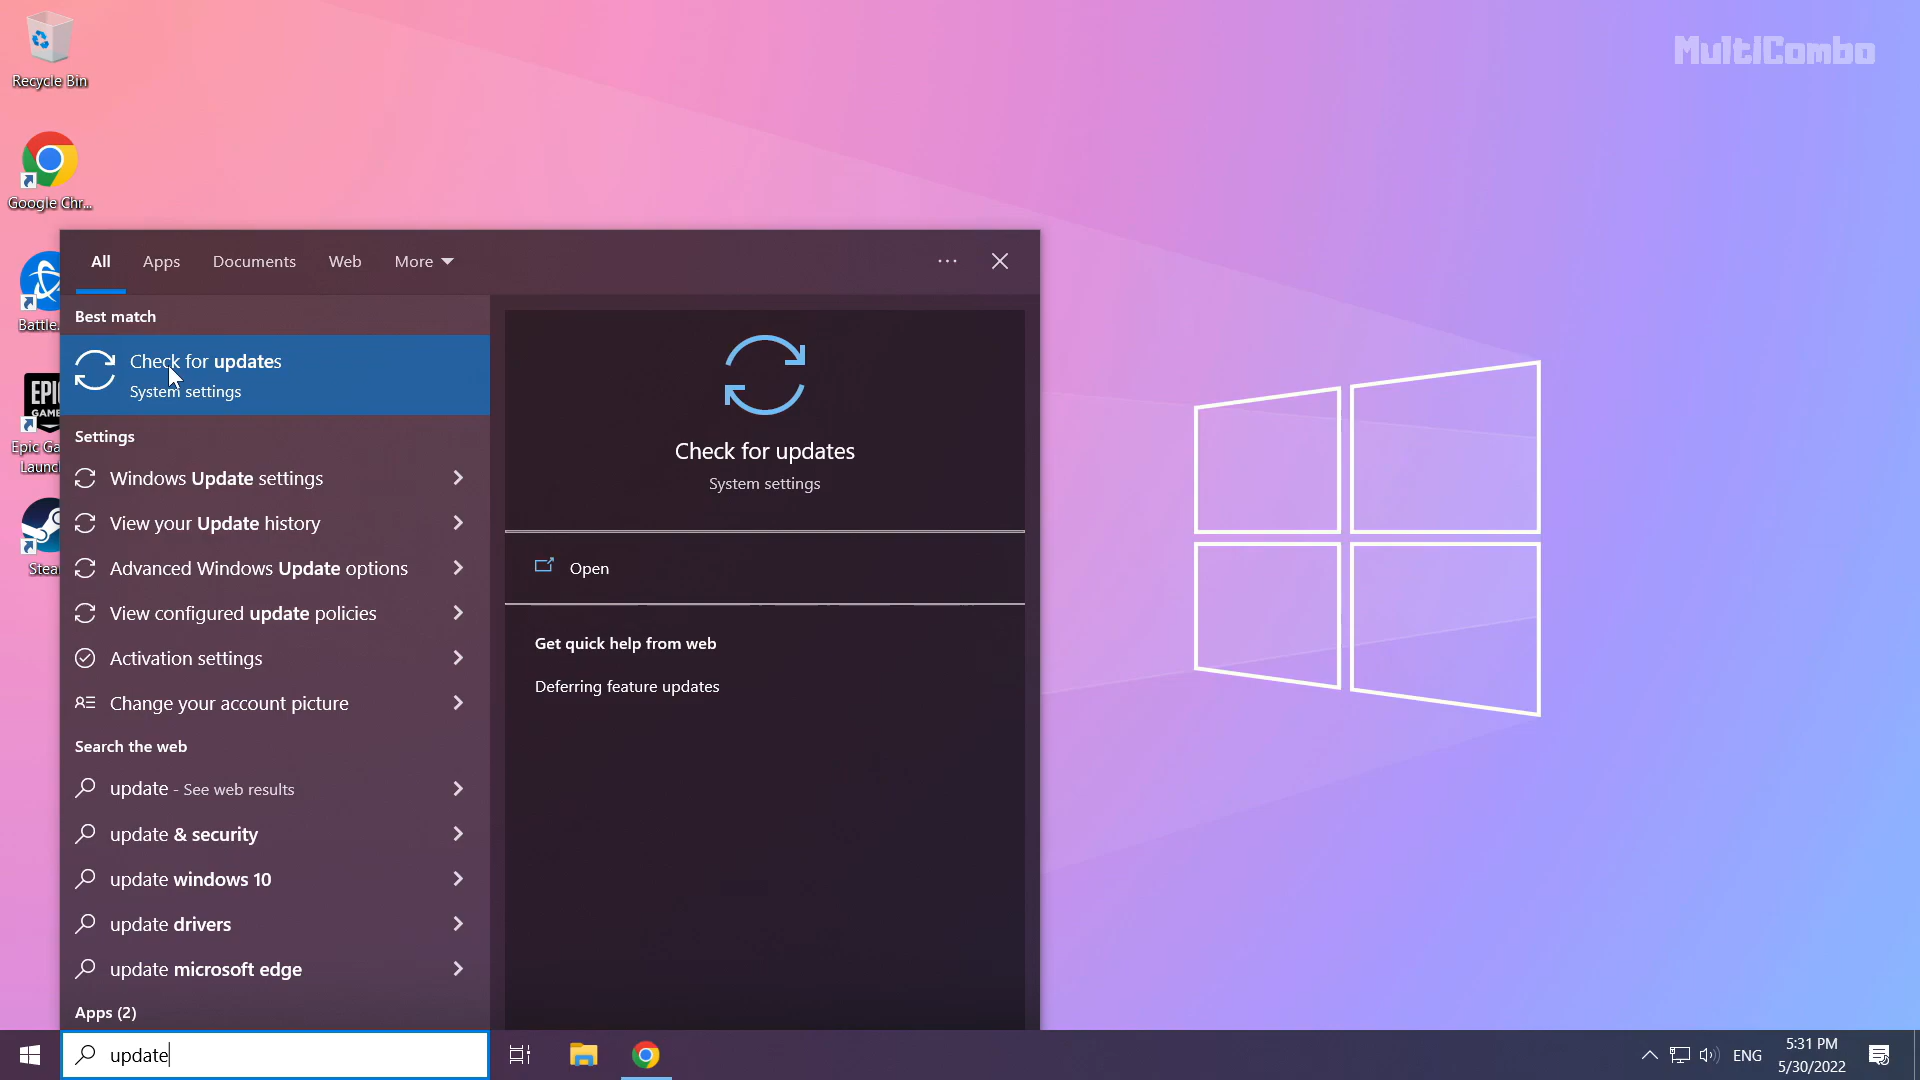 MultiCombo
Recycle Bin
Google Chr...
Battle.
EPIC
GAME
Epic Ga
Launc
Stea
All
Apps
Documents
Web
More
Best match
Check for updates
System settings
Settings
Windows Update settings
View your Update history
Advanced Windows Update options
View configured update policies
Activation settings
Change your account picture
Search the web
update - See web results
update & security
update windows 10
update drivers
update microsoft edge
Apps (2)
Check for updates
System settings
Open
Get quick help from web
Deferring feature updates
update
ENG
5:31 PM
5/30/2022